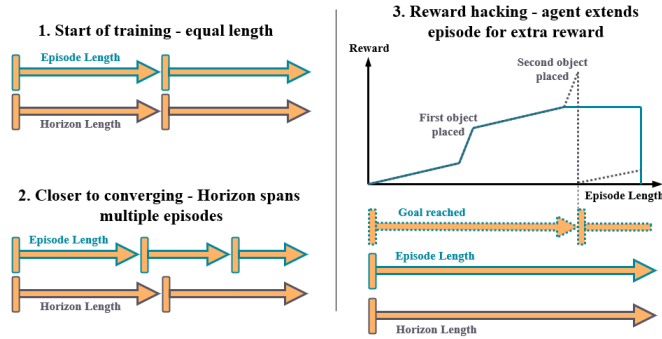 1. Start of training - equal length
Episode Length
Horizon Length
2. Closer to converging - Horizon spans
multiple episodes
Episode Length
Horizon Length
3. Reward hacking - agent extends
episode for extra reward
Reward
Second object
placed
First object
placed
Episode Length
Goal reached
Episode Length
Horizon Length